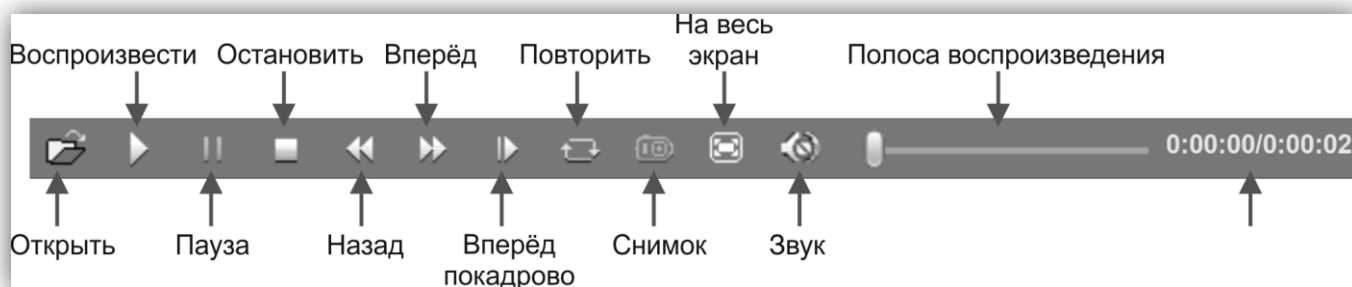 На весь
экран
Воспроизвести
Остановить
Вперёд
Повторить
Полоса воспроизведения
0:00:00/0:00:02
Открыть
Пауза
Назад
Вперёд
покадрово
Снимок
Звук